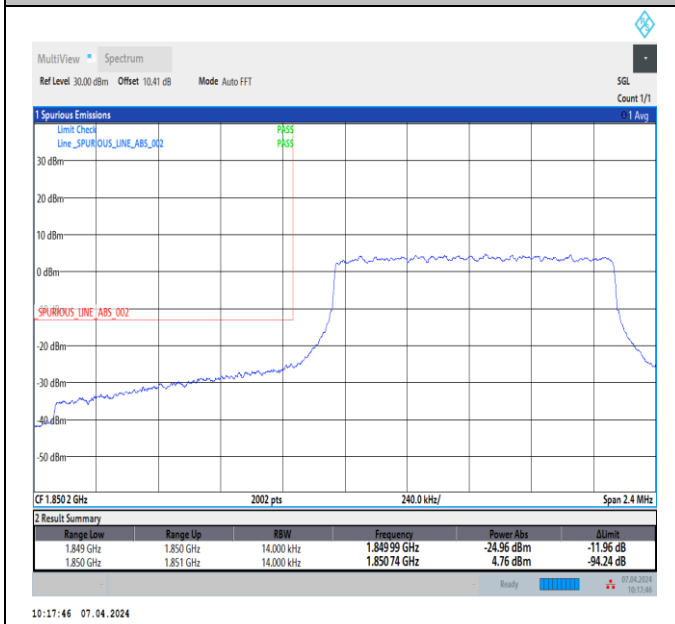 MultiView Spectrum
Ref Level 30.00 dBm Offset 10.41 dB Mode Auto FFT SGL
Count 1/1
1 Spurious Emissions 1 Avg
Limit Check PASS
Line _SPURIOUS_LINE_ABS_002 PASS
30 dBm
20 dBm
10 dBm
0 dBm
-10 dBm
_SPURIOUS_LINE_ABS_002
-20 dBm
-30 dBm
-40 dBm
-50 dBm
CF 1.850 2 GHz 2002 pts 240.0 kHz/ Span 2.4 MHz
2 Result Summary
Range Low Range Up RBW Frequency Power Abs ΔLimit
1.849 GHz 1.850 GHz 14.000 kHz 1.849 99 GHz -24.96 dBm -11.96 dB
1.850 GHz 1.851 GHz 14.000 kHz 1.850 74 GHz 4.76 dBm -94.24 dB
Ready 07.04.2024
10:17:46
10:17:46 07.04.2024